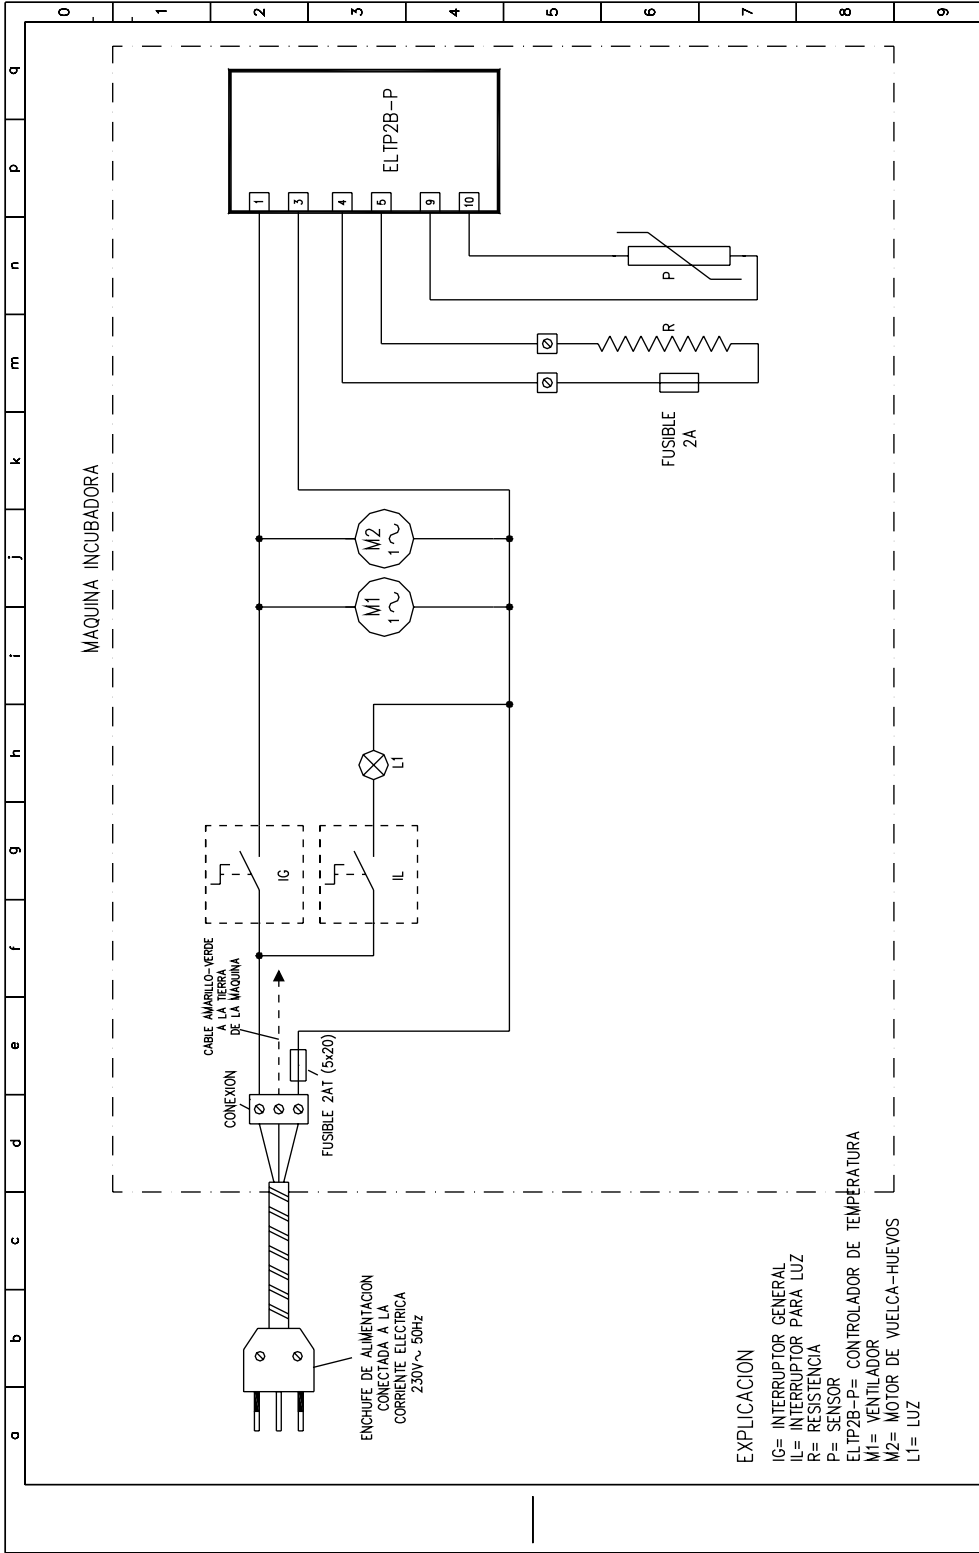 0 1 2 3 4 5 6 7 8 9
a b c d e f g h i j k m n p q
MAQUINA INCUBADORA
ENCHUFE DE ALIMENTACION
CONECTADA A LA
CORRIENTE ELECTRICA
230V~ 50Hz
CONEXION
FUSIBLE 2AT (5x20)
CABLE AMARILLO-VERDE
A LA TIERRA
DE LA MAQUINA
IG
IL
L1
M1
1~
M2
1~
FUSIBLE
2A
R
P
1
3
4
5
9
10
ELTP2B-P
EXPLICACION
IG= INTERRUPTOR GENERAL
IL= INTERRUPTOR PARA LUZ
R= RESISTENCIA
P= SENSOR
ELTP2B-P= CONTROLADOR DE TEMPERATURA
M1= VENTILADOR
M2= MOTOR DE VUELCA-HUEVOS
L1= LUZ